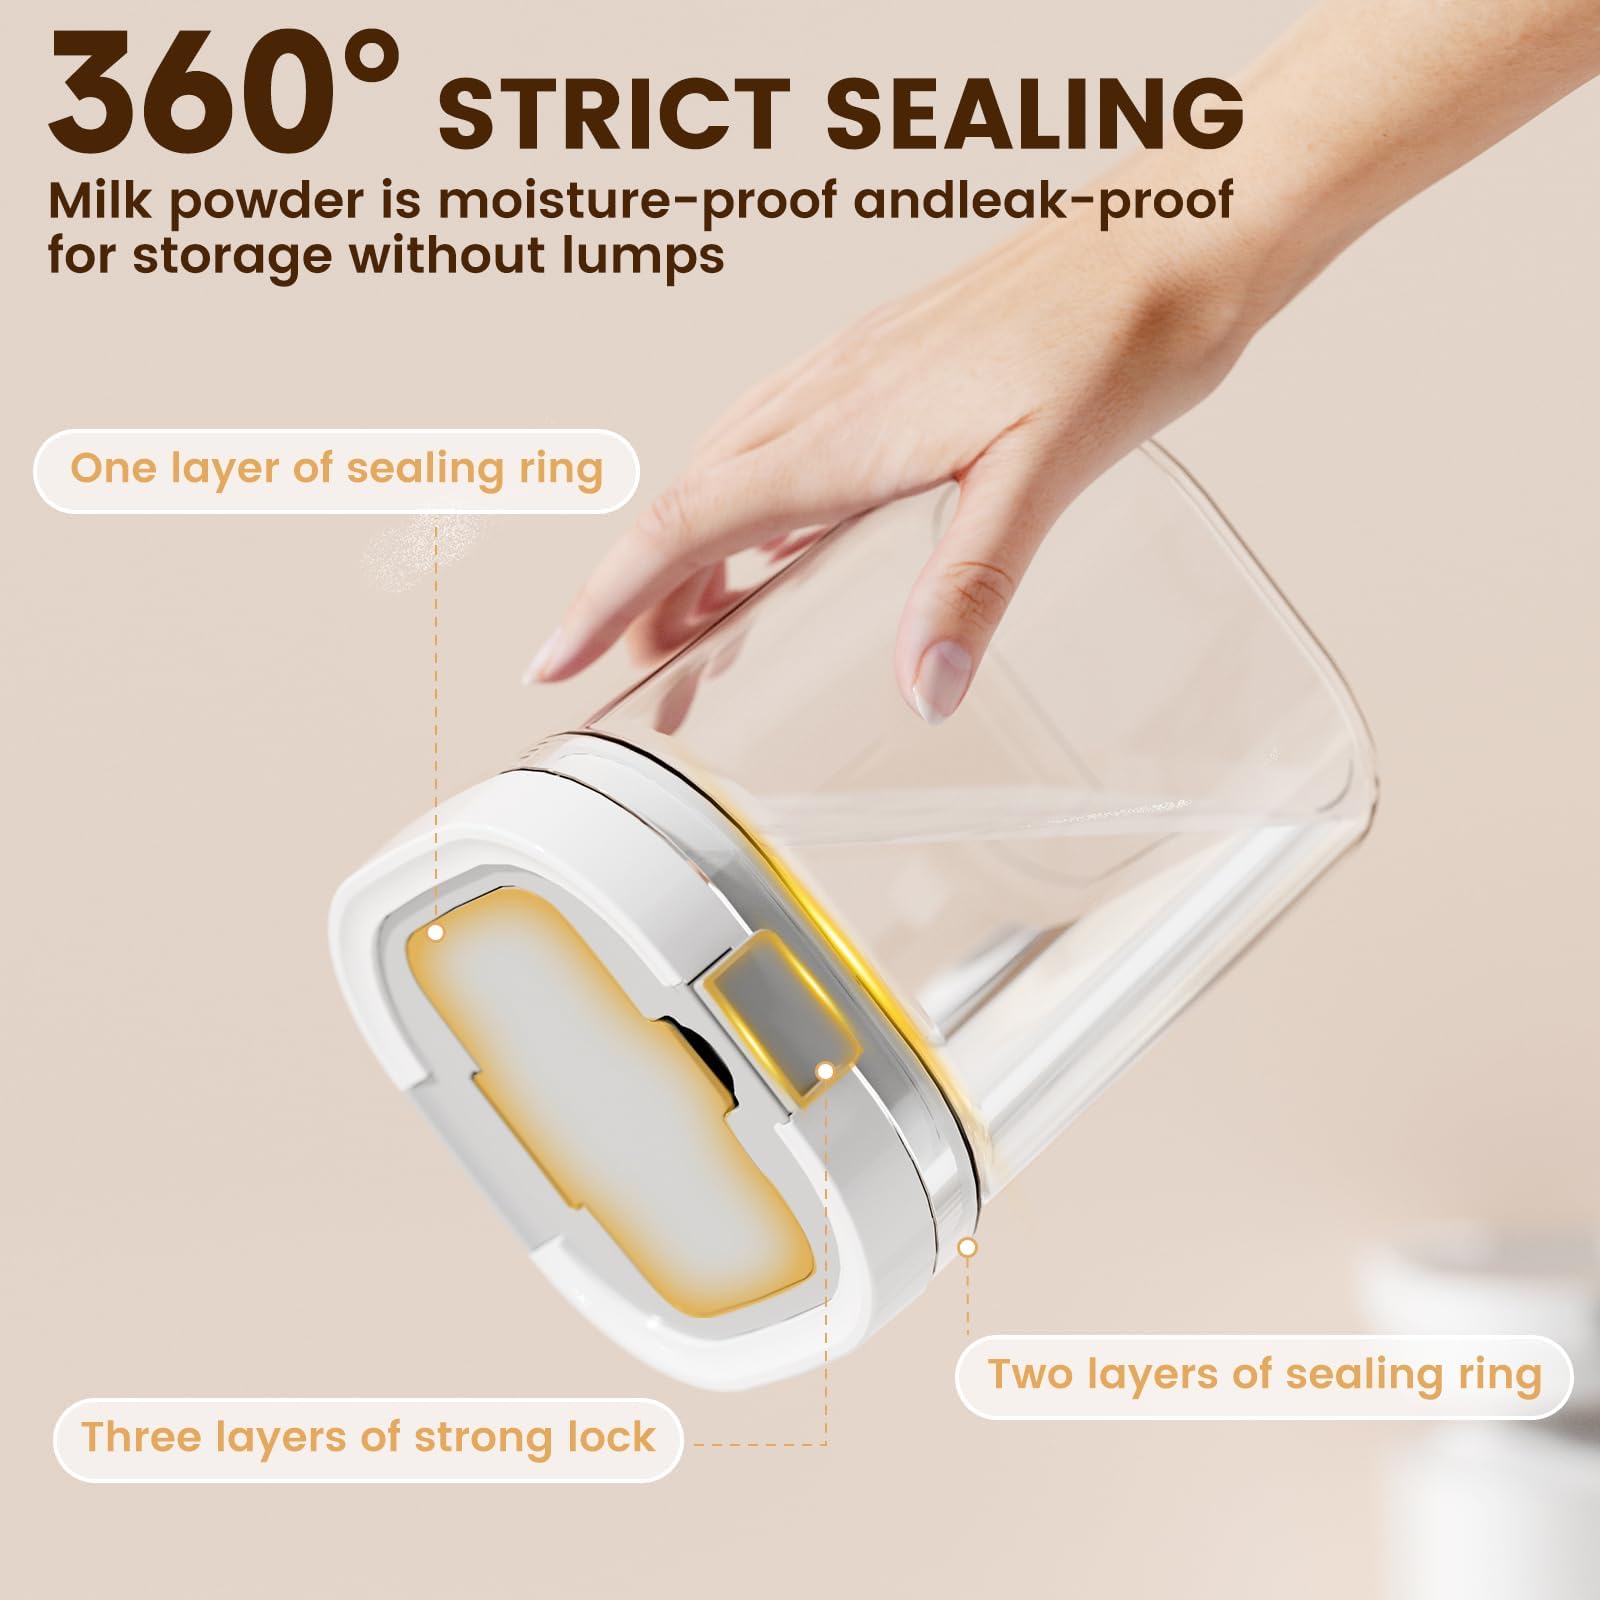 360° STRICT SEALING
Milk powder is moisture-proof andleak-proof
for storage without lumps
One layer of sealing ring
Two layers of sealing ring
Three layers of strong lock